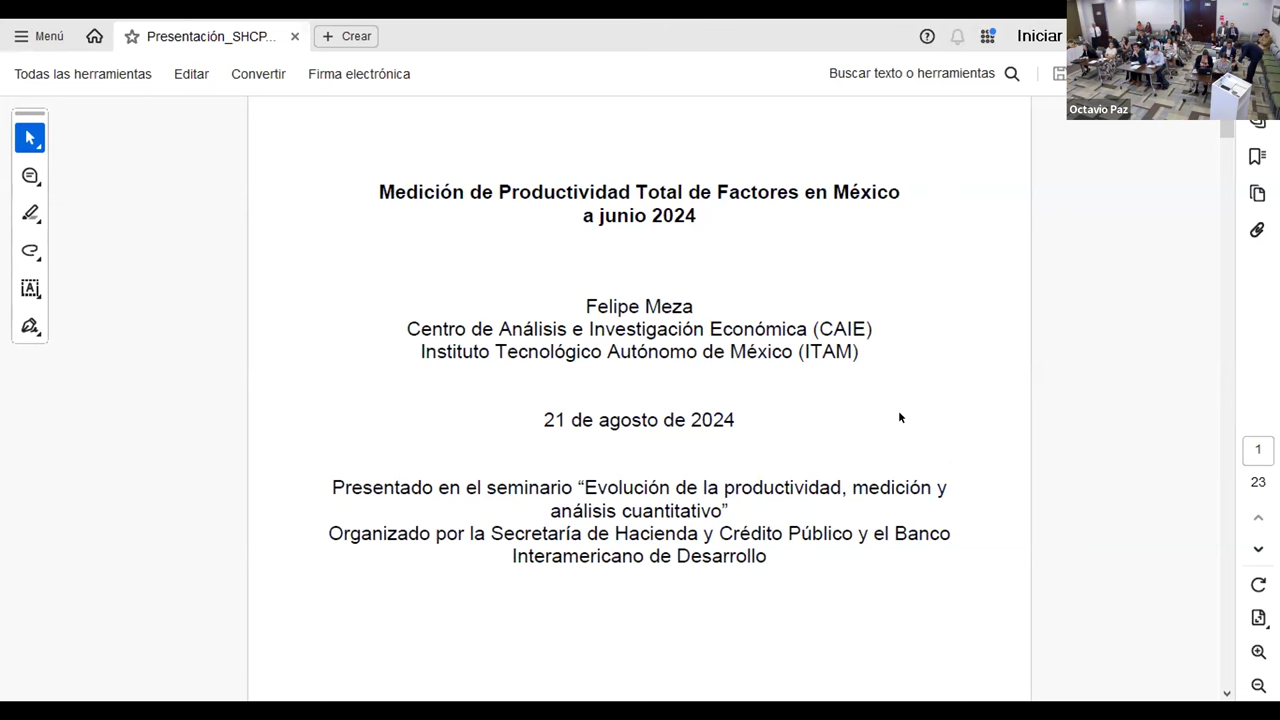 Menú
Presentación_SHCP...
Crear
Iniciar
Todas las herramientas
Editar
Convertir
Firma electrónica
Buscar texto o herramientas
Octavio Paz
Medición de Productividad Total de Factores en México
a junio 2024
Felipe Meza
Centro de Análisis e Investigación Económica (CAIE)
Instituto Tecnológico Autónomo de México (ITAM)
21 de agosto de 2024
Presentado en el seminario “Evolución de la productividad, medición y
análisis cuantitativo”
Organizado por la Secretaría de Hacienda y Crédito Público y el Banco
Interamericano de Desarrollo
1
23